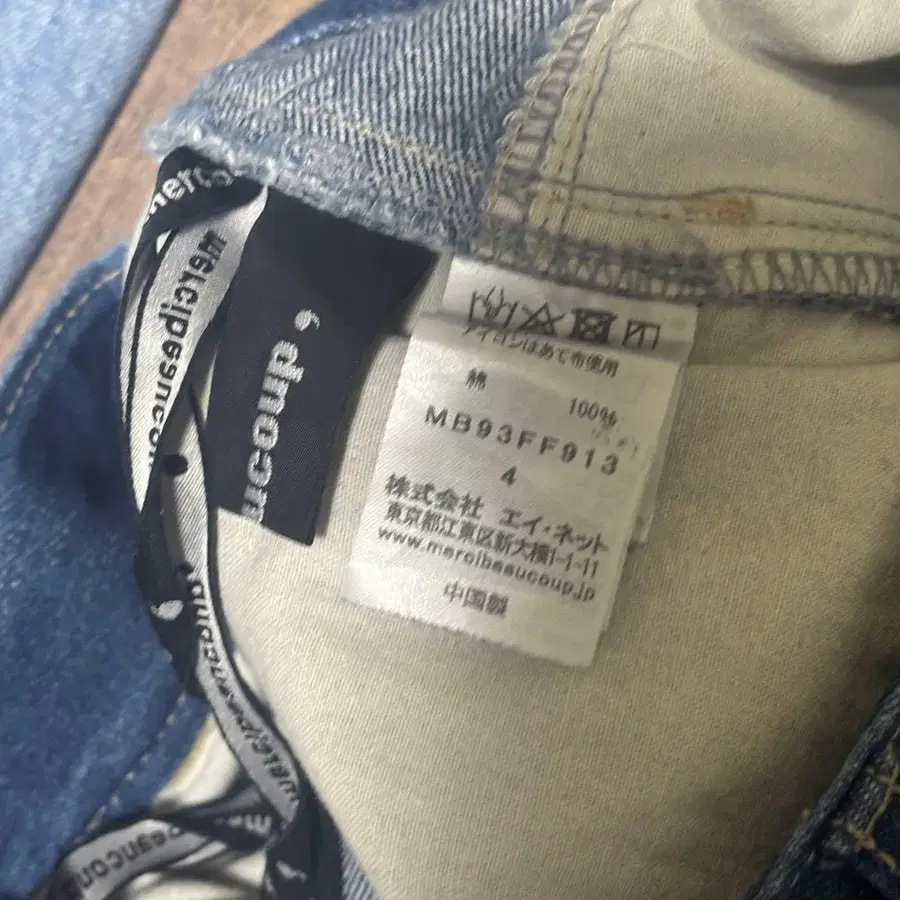 merco
mercibeaucou
ucoup ,
イロンはあて布使用
綿 100%
MB93FF913
4
株式会社 エイ・ネット
東京都江東区新大橋1-1-11
www.mercibeaucoup.jp
中国製